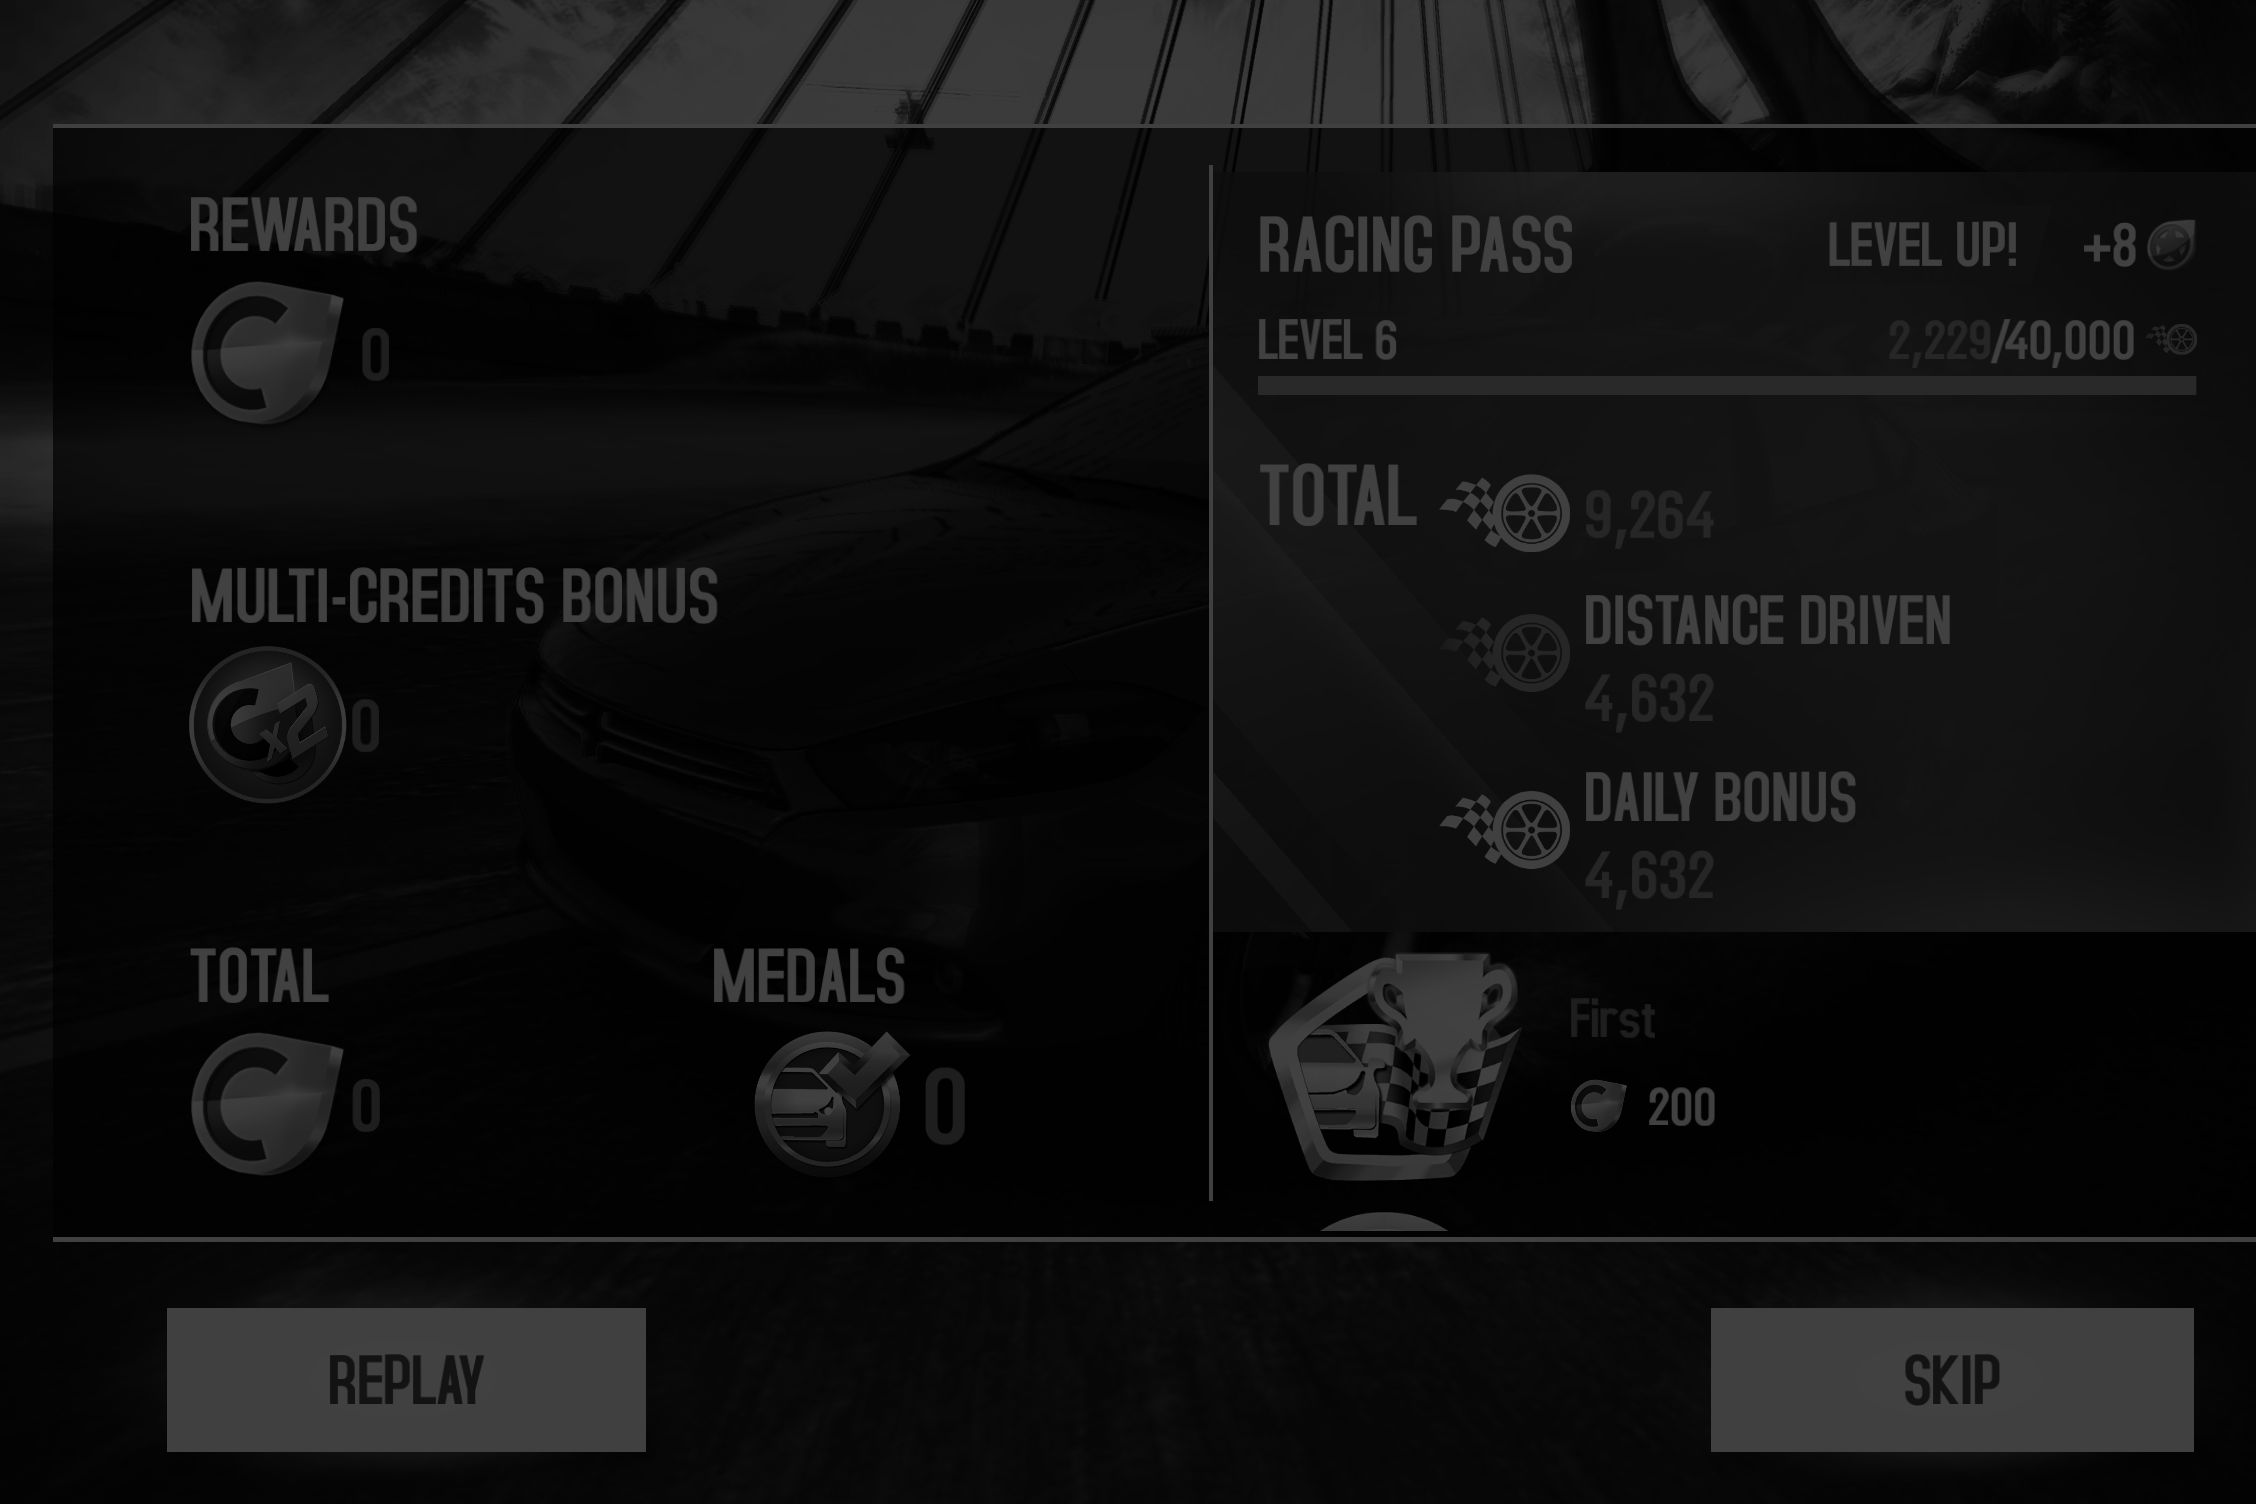 REWARDS
0
MULTI-CREDITS BONUS
Cx2 0
TOTAL
0
MEDALS
0
RACING PASS
LEVEL UP! +8
LEVEL 6
2,229/40,000
TOTAL 9,264
DISTANCE DRIVEN
4,632
DAILY BONUS
4,632
First
200
REPLAY
SKIP